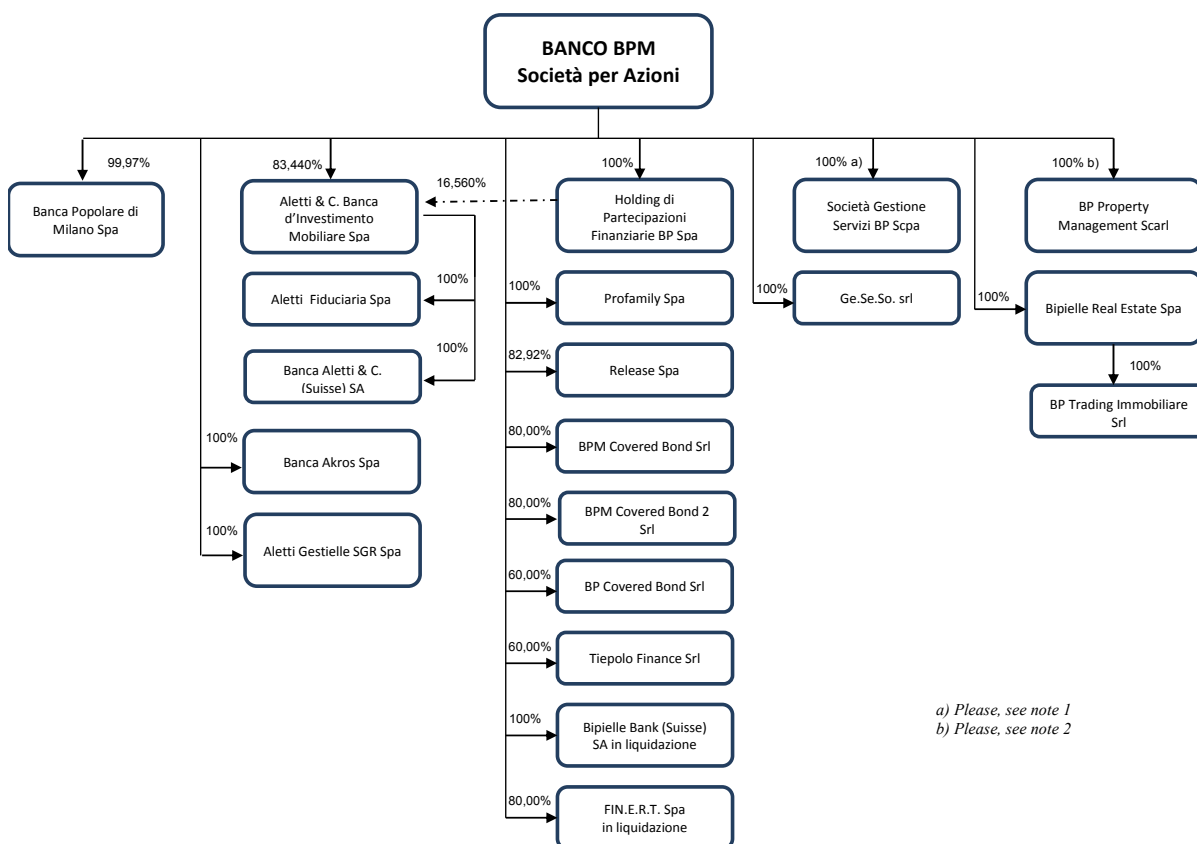 BANCO BPM
Società per Azioni
99,97%
83,440%
100%
100% a)
100% b)
16,560%
Banca Popolare di
Milano Spa
Aletti & C. Banca
d'Investimento
Mobiliare Spa
Holding di
Partecipazioni
Finanziarie BP Spa
Società Gestione
Servizi BP Scpa
BP Property
Management Scarl
100%
Aletti Fiduciaria Spa
100%
Profamily Spa
100%
Ge.Se.So. srl
100%
Bipielle Real Estate Spa
100%
Banca Aletti & C.
(Suisse) SA
82,92%
Release Spa
100%
BP Trading Immobiliare
Srl
100%
Banca Akros Spa
80,00%
BPM Covered Bond Srl
100%
Aletti Gestielle SGR Spa
80,00%
BPM Covered Bond 2
Srl
60,00%
BP Covered Bond Srl
60,00%
Tiepolo Finance Srl
100%
Bipielle Bank (Suisse)
SA in liquidazione
80,00%
FIN.E.R.T. Spa
in liquidazione
a) Please, see note 1
b) Please, see note 2